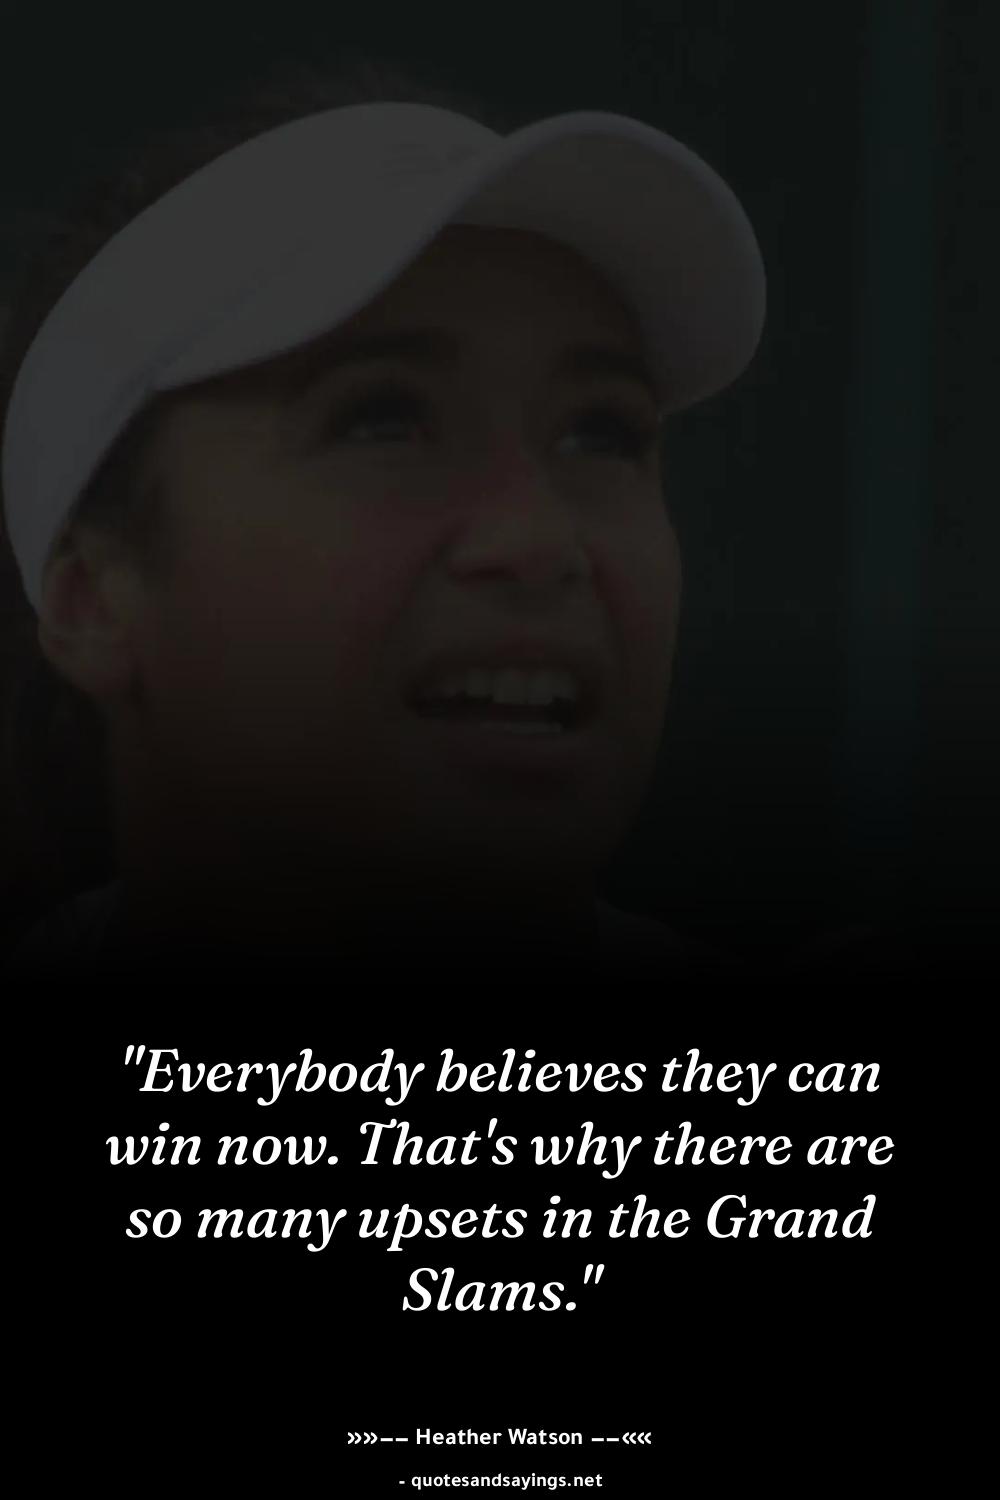 "Everybody believes they can
win now. That's why there are
so many upsets in the Grand
Slams."
»»−− Heather Watson −−««
- quotesandsayings.net